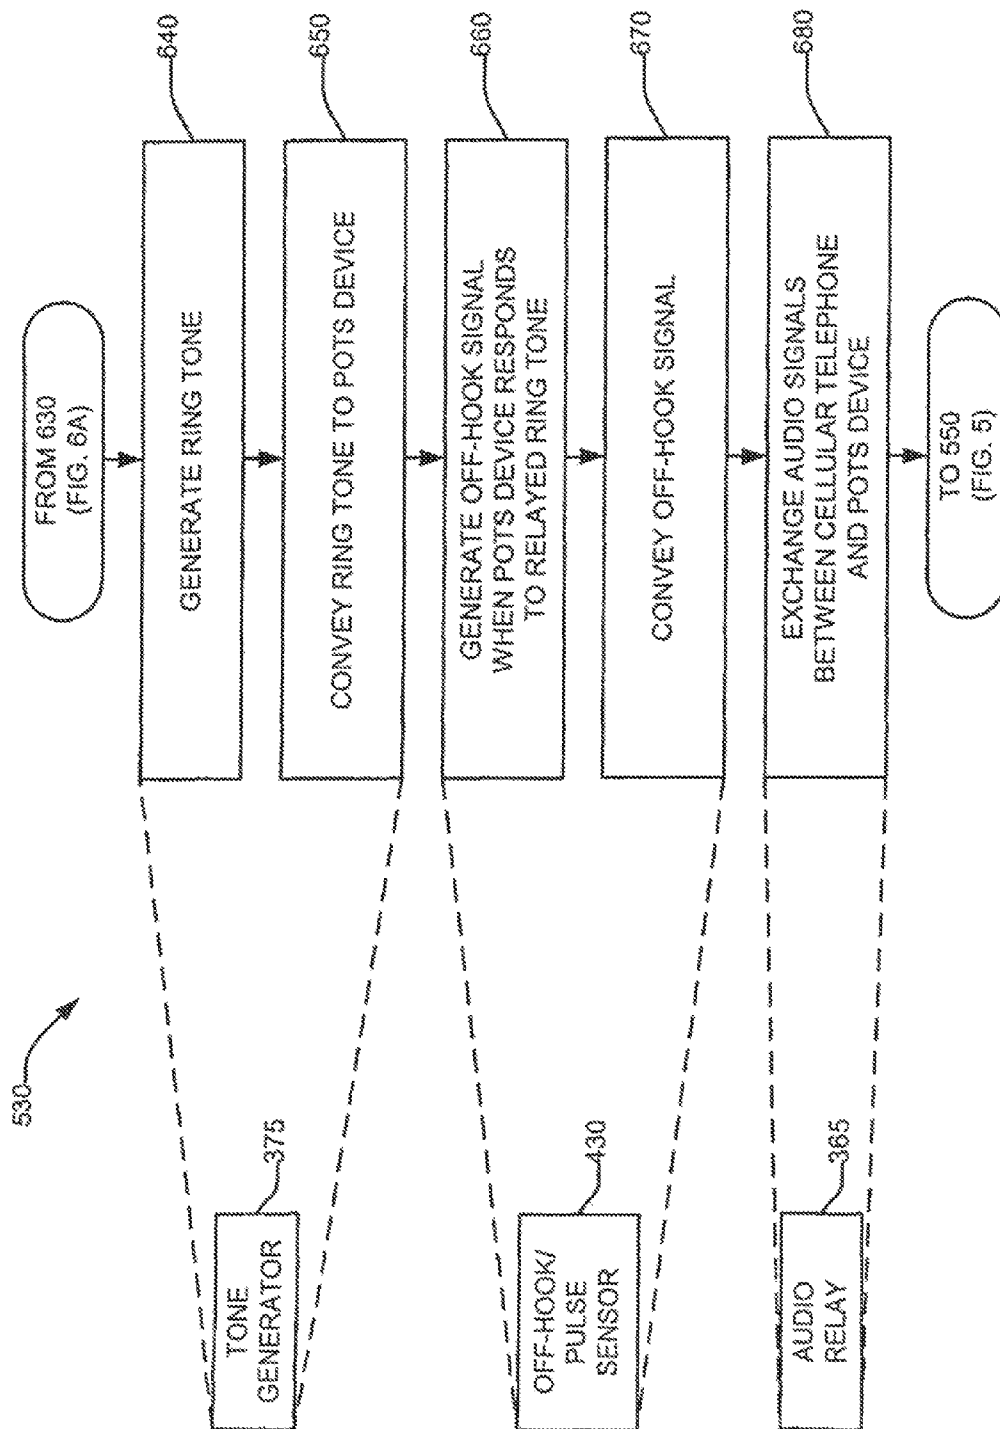 530
FROM 630
(FIG. 6A)
GENERATE RING TONE
640
CONVEY RING TONE TO POTS DEVICE
650
GENERATE OFF-HOOK SIGNAL
WHEN POTS DEVICE RESPONDS
TO RELAYED RING TONE
660
CONVEY OFF-HOOK SIGNAL
670
EXCHANGE AUDIO SIGNALS
BETWEEN CELLULAR TELEPHONE
AND POTS DEVICE
680
TO 550
(FIG. 5)
TONE
GENERATOR
375
OFF-HOOK/
PULSE
SENSOR
430
AUDIO
RELAY
365